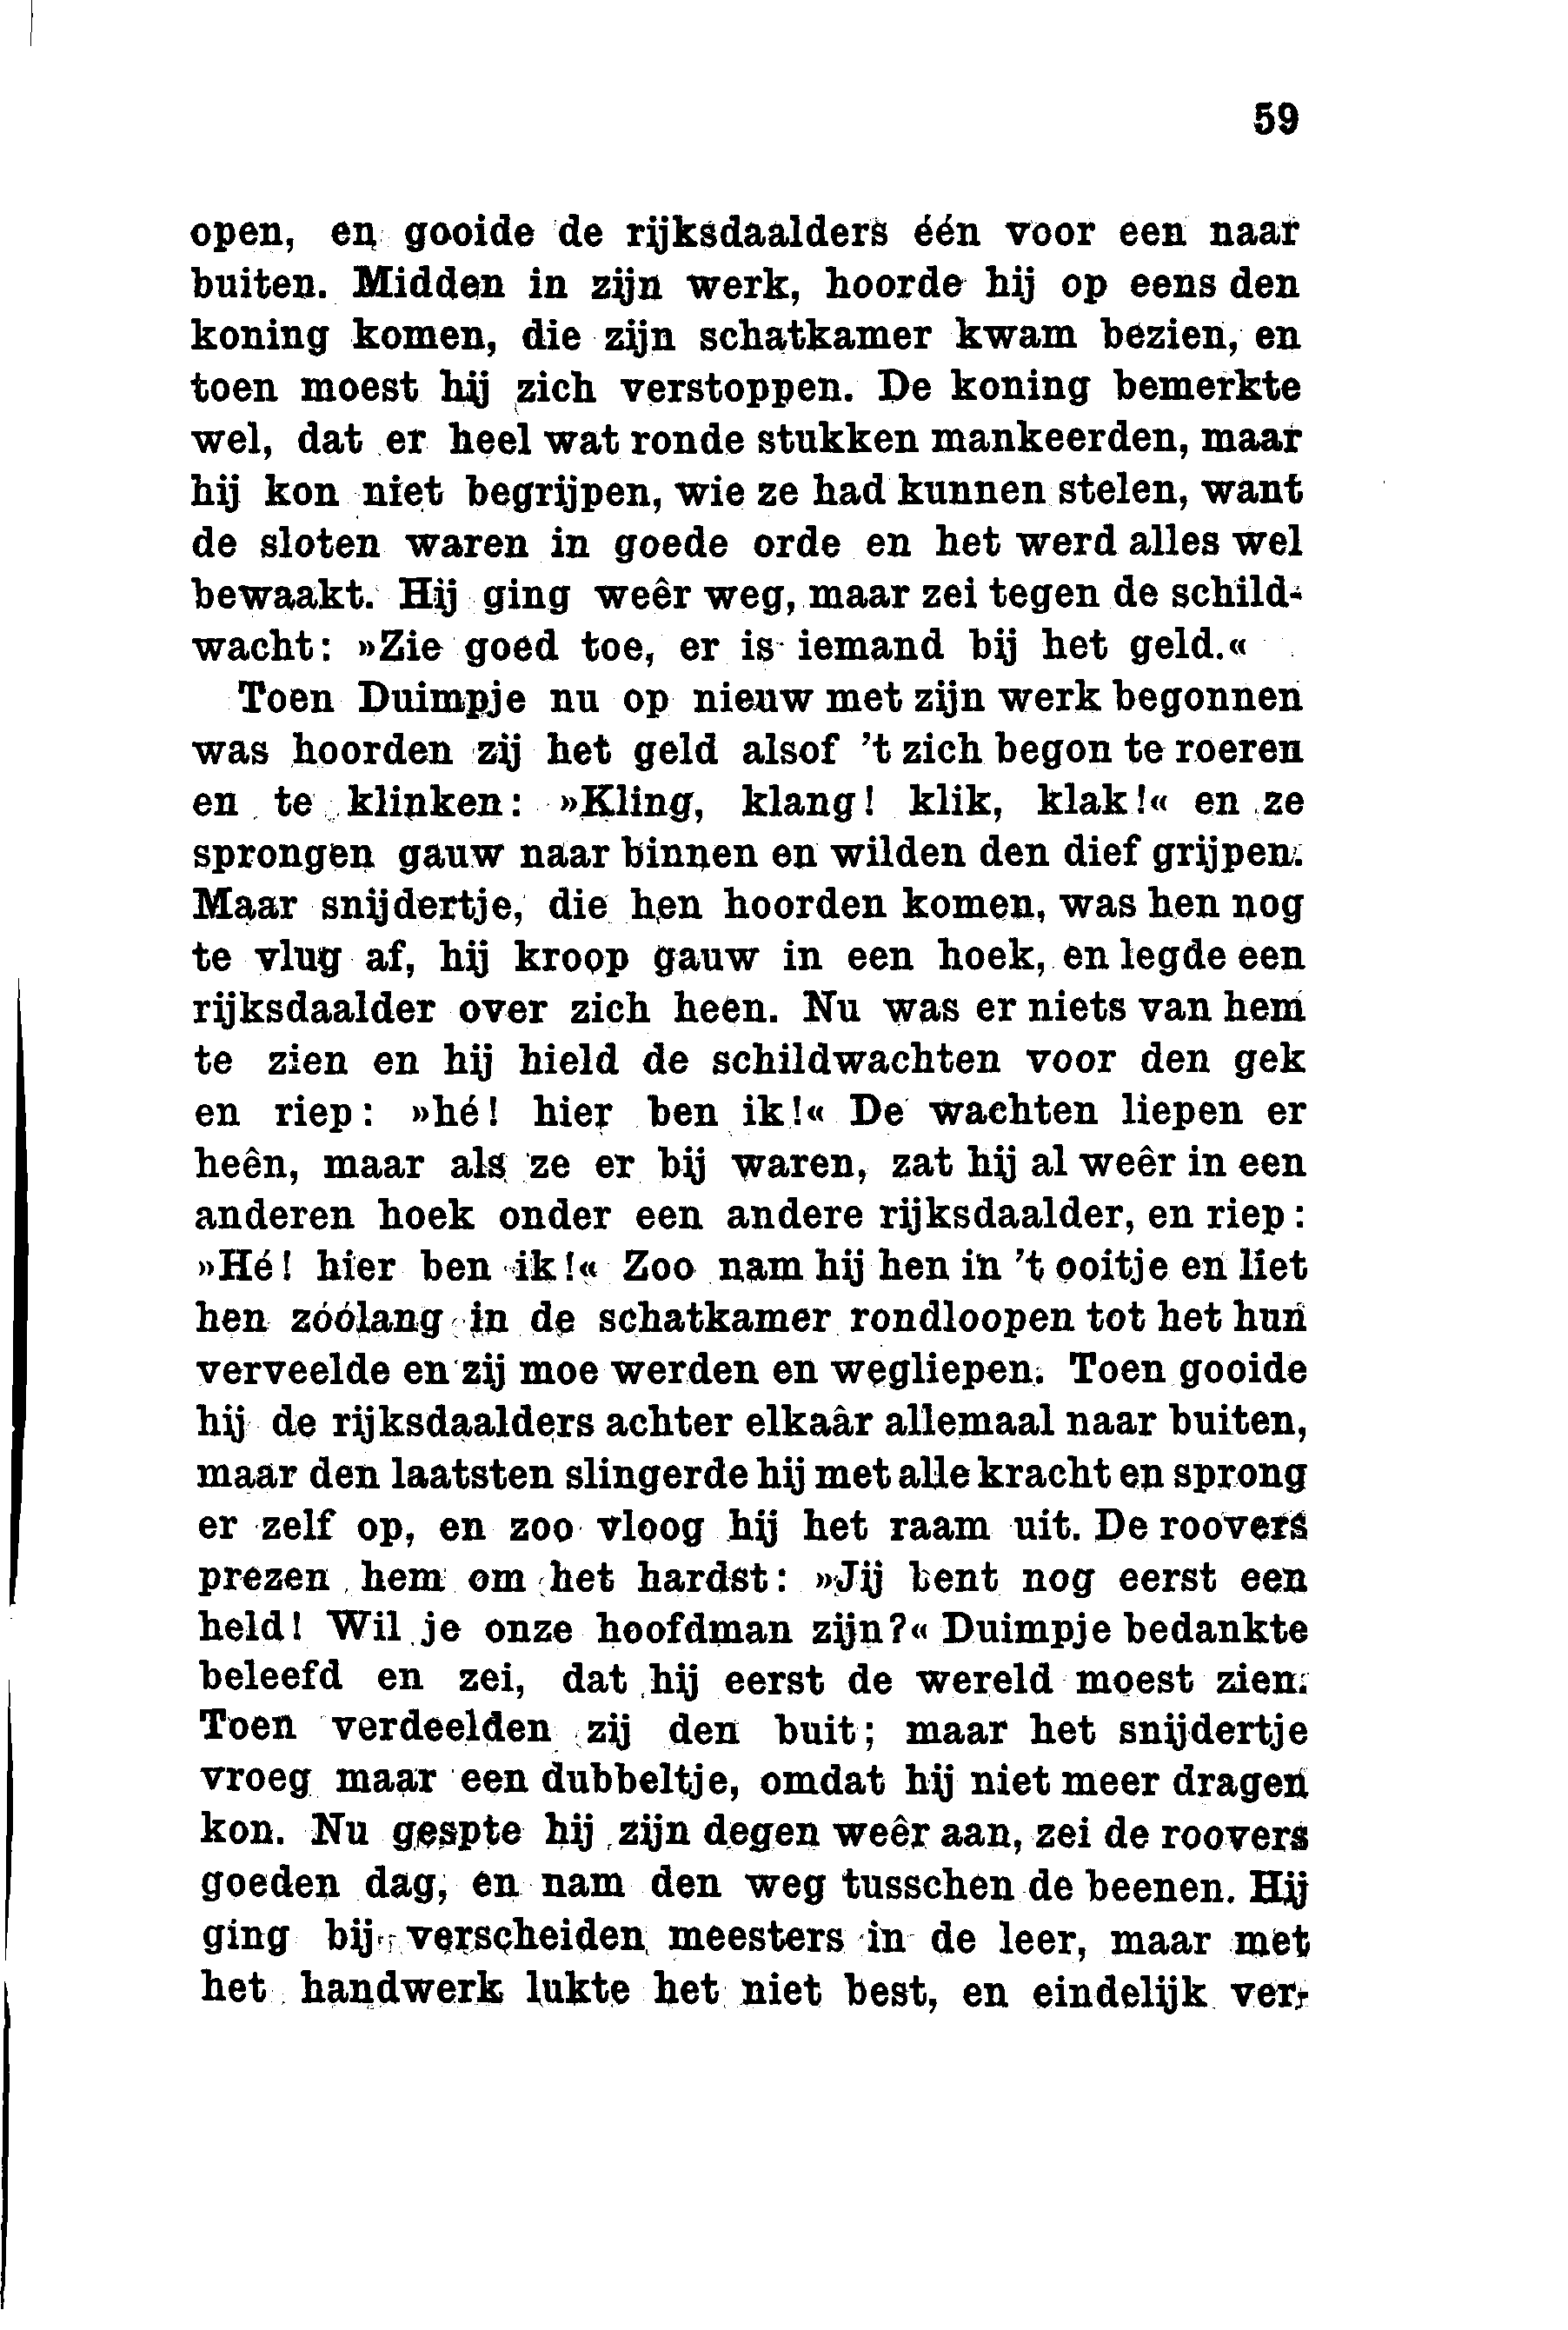 59
open, en gooide de rijksdaalders één voor een naar
buiten. Midden in zijn werk, hoorde hij op eens den
koning komen, die zijn schatkamer kwam bezien, en
toen moest hij zich verstoppen. De koning bemerkte
wel, dat er heel wat ronde stukken mankeerden, maar
hij kon niet begrijpen, wie ze had kunnen stelen, want
de sloten waren in goede orde en het werd alles wel
bewaakt. Hij ging weêr weg, maar zei tegen de schild-
wacht: »Zie goed toe, er is iemand bij het geld.«
Toen Duimpje nu op nieuw met zijn werk begonnen
was hoorden zij het geld alsof 't zich begon te roeren
en te klinken: »Kling, klang! klik, klak!« en ze
sprongen gauw naar binnen en wilden den dief grijpen.
Maar snijdertje, die hen hoorden komen, was hen nog
te vlug af, hij kroop gauw in een hoek, en legde een
rijksdaalder over zich heen. Nu was er niets van hem
te zien en hij hield de schildwachten voor den gek
en riep: »hé! hier ben ik!« De wachten liepen er
heên, maar als ze er bij waren, zat hij al weêr in een
anderen hoek onder een andere rijksdaalder, en riep:
»Hé! hier ben ik!« Zoo nam hij hen in 't ooitje en liet
hen zóólang in de schatkamer rondloopen tot het hun
verveelde en zij moe werden en wegliepen. Toen gooide
hij de rijksdaalders achter elkaâr allemaal naar buiten,
maar den laatsten slingerde hij met alle kracht en sprong
er zelf op, en zoo vloog hij het raam uit. De roovers
prezen hem om het hardst: »Jij bent nog eerst een
held! Wil je onze hoofdman zijn?« Duimpje bedankte
beleefd en zei, dat hij eerst de wereld moest zien.
Toen verdeelden zij den buit; maar het snijdertje
vroeg maar een dubbeltje, omdat hij niet meer dragen
kon. Nu gespte hij zijn degen weêr aan, zei de roovers
goeden dag, en nam den weg tusschen de beenen. Hij
ging bij verscheiden meesters in de leer, maar met
het handwerk lukte het niet best, en eindelijk ver-